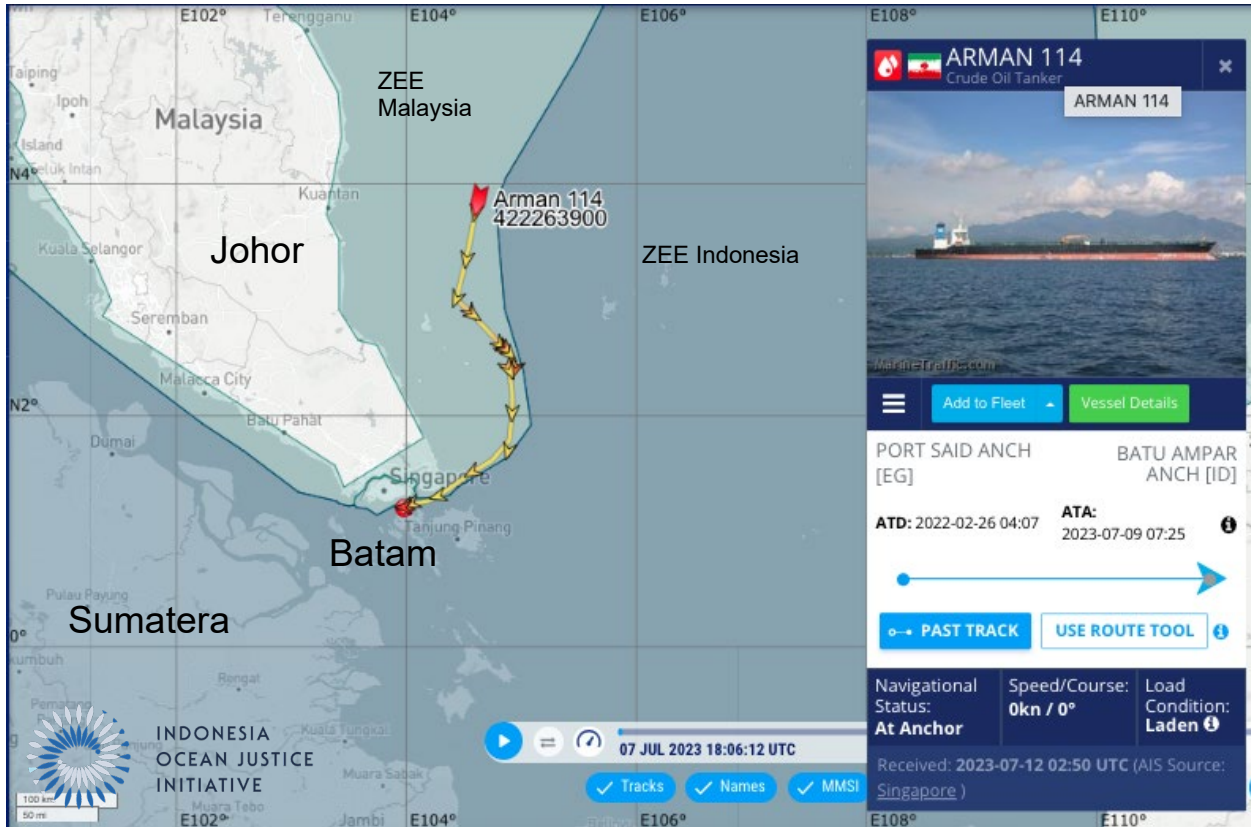 E102°
E104°
E106°
E108°
E110°
Terengganu
Taiping
Ipoh
Island
Teluk Intan
Malaysia
ZEE
Malaysia
N4°
Kuantan
Arman 114
422263900
Kuala Selangor
Johor
ZEE Indonesia
Seremban
Malacca City
N2°
Batu Pahat
Dumai
Singapore
Tanjung Pinang
Batam
Pulau Payung
Sumatera
0°
Rengat
Kuala Tungkal
Muara Sabak
Muara Tebo
Jambi
INDONESIA
OCEAN JUSTICE
INITIATIVE
100 km
50 mi
E102°
E104°
E106°
E108°
E110°
07 JUL 2023 18:06:12 UTC
Tracks
Names
MMSI
ARMAN 114
Crude Oil Tanker
ARMAN 114
MarineTraffic.com
Add to Fleet
Vessel Details
PORT SAID ANCH
[EG]
BATU AMPAR
ANCH [ID]
ATD: 2022-02-26 04:07
ATA:
2023-07-09 07:25
PAST TRACK
USE ROUTE TOOL
Navigational
Status:
At Anchor
Speed/Course:
0kn / 0°
Load
Condition:
Laden
Received: 2023-07-12 02:50 UTC (AIS Source:
Singapore )